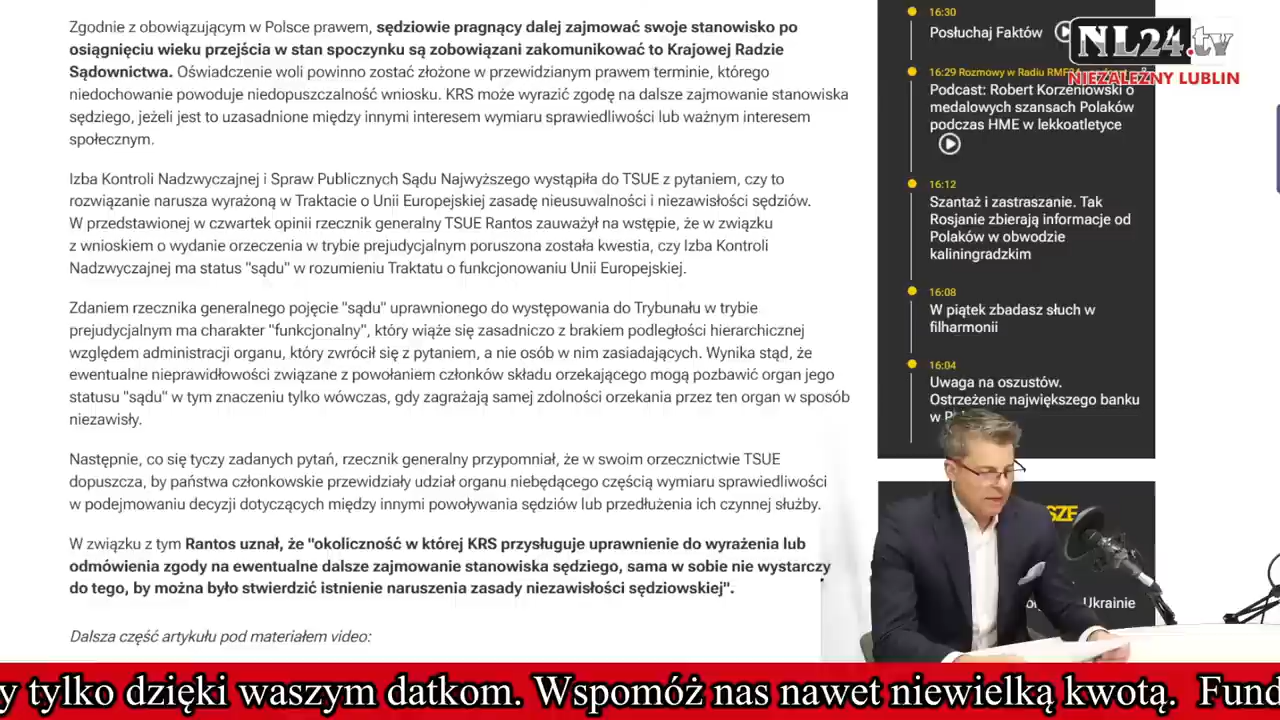 Zgodnie z obowiązującym w Polsce prawem, sędziowie pragnący dalej zajmować swoje stanowisko po
osiągnięciu wieku przejścia w stan spoczynku są zobowiązani zakomunikować to Krajowej Radzie
Sądownictwa. Oświadczenie woli powinno zostać złożone w przewidzianym prawem terminie, którego
niedochowanie powoduje niedopuszczalność wniosku. KRS może wyrazić zgodę na dalsze zajmowanie stanowiska
sędziego, jeżeli jest to uzasadnione między innymi interesem wymiaru sprawiedliwości lub ważnym interesem
społecznym.
Izba Kontroli Nadzwyczajnej i Spraw Publicznych Sądu Najwyższego wystąpiła do TSUE z pytaniem, czy to
rozwiązanie narusza wyrażoną w Traktacie o Unii Europejskiej zasadę nieusuwalności i niezawisłości sędziów.
W przedstawionej w czwartek opinii rzecznik generalny TSUE Rantos zauważył na wstępie, że w związku
z wnioskiem o wydanie orzeczenia w trybie prejudycjalnym poruszona została kwestia, czy Izba Kontroli
Nadzwyczajnej ma status "sądu" w rozumieniu Traktatu o funkcjonowaniu Unii Europejskiej.
Zdaniem rzecznika generalnego pojęcie "sądu" uprawnionego do występowania do Trybunału w trybie
prejudycjalnym ma charakter "funkcjonalny", który wiąże się zasadniczo z brakiem podległości hierarchicznej
względem administracji organu, który zwrócił się z pytaniem, a nie osób w nim zasiadających. Wynika stąd, że
ewentualne nieprawidłowości związane z powołaniem członków składu orzekającego mogą pozbawić organ jego
statusu "sądu" w tym znaczeniu tylko wówczas, gdy zagrażają samej zdolności orzekania przez ten organ w sposób
niezawisły.
Następnie, co się tyczy zadanych pytań, rzecznik generalny przypomniał, że w swoim orzecznictwie TSUE
dopuszcza, by państwa członkowskie przewidziały udział organu niebędącego częścią wymiaru sprawiedliwości
w podejmowaniu decyzji dotyczących między innymi powoływania sędziów lub przedłużenia ich czynnej służby.
W związku z tym Rantos uznał, że "okoliczność w której KRS przysługuje uprawnienie do wyrażenia lub
odmówienia zgody na ewentualne dalsze zajmowanie stanowiska sędziego, sama w sobie nie wystarczy
do tego, by można było stwierdzić istnienie naruszenia zasady niezawisłości sędziowskiej".
Dalsza część artykułu pod materiałem video:
16:30
Posłuchaj Faktów
NL24.tv
NIEZALEŻNY LUBLIN
16:29 Rozmowy w Radiu
Podcast: Robert Korzeniowski o
medalowych szansach Polaków
podczas HME w lekkoatletyce
16:12
Szantaż i zastraszanie. Tak
Rosjanie zbierają informacje od
Polaków w obwodzie
kaliningradzkim
16:08
W piątek zbadasz słuch w
filharmonii
16:04
Uwaga na oszustów.
Ostrzeżenie największego banku
w
Ukrainie
y tylko dzięki waszym datkom. Wspomóż nas nawet niewielką kwotą. Fund